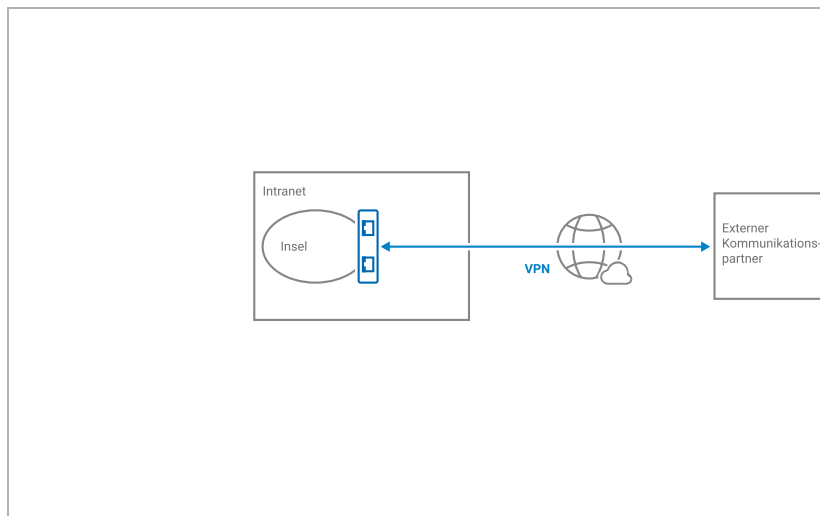 Intranet
Insel
VPN
Externer
Kommunikations-
partner